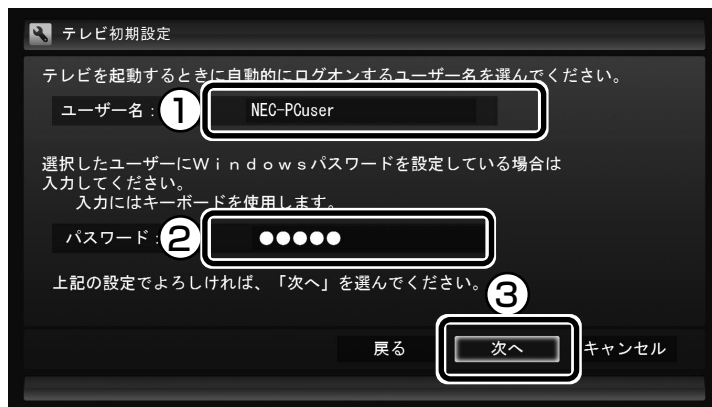 テレビ初期設定
テレビを起動するときに自動的にログオンするユーザー名を選んでください。
ユーザー名: ① NEC-PCuser
選択したユーザーにWindowsパスワードを設定している場合は
入力してください。
入力にはキーボードを使用します。
パスワード: ② ●●●●●
上記の設定でよろしければ、「次へ」を選んでください。
③
戻る 次へ キャンセル